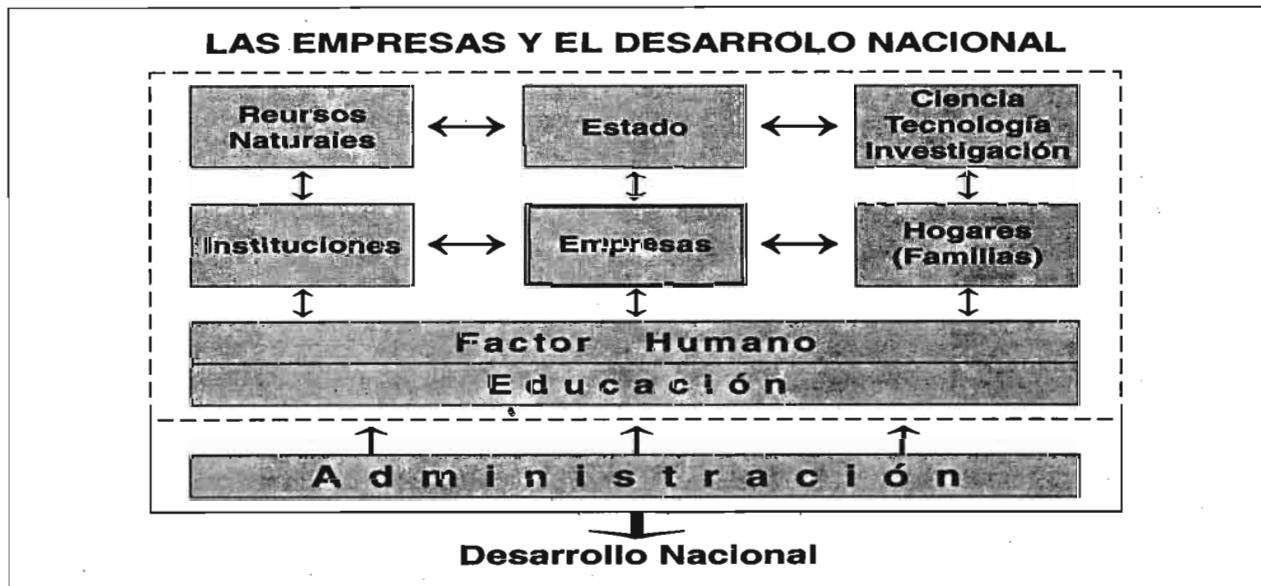 LAS EMPRESAS Y EL DESARROLO NACIONAL
Reursos
Naturales
Estado
Ciencia
Tecnología
Investigación
Instituciones
Empresas
Hogares
(Familias)
Factor Humano
Educación
Administración
Desarrollo Nacional